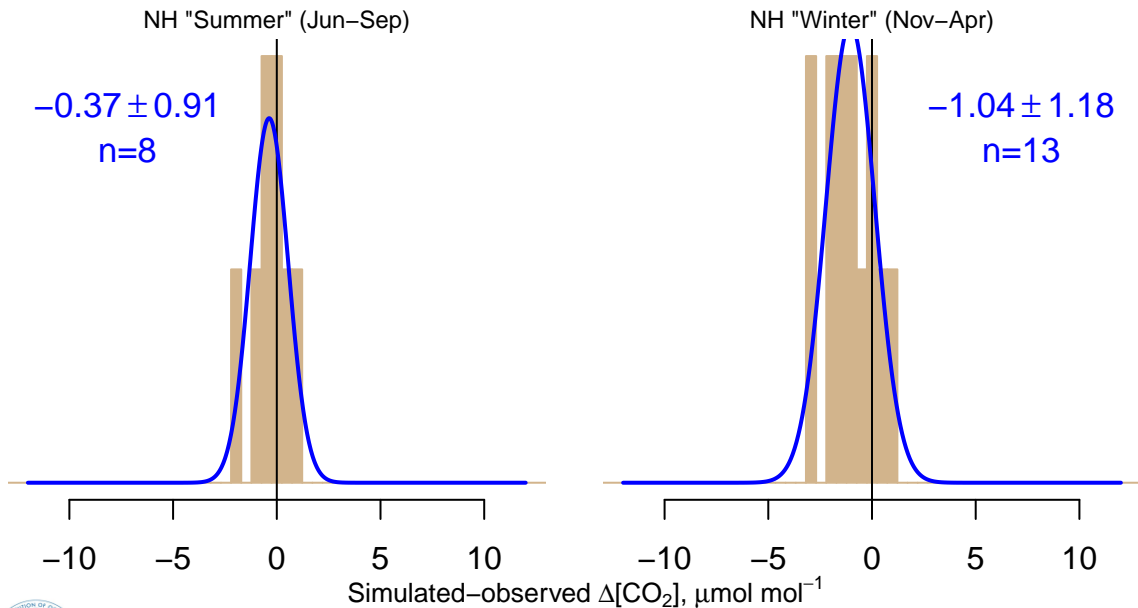 NH "Summer" (Jun−Sep)
−0.37 ± 0.91
n=8
−10 −5 0 5 10
NH "Winter" (Nov−Apr)
−1.04 ± 1.18
n=13
−10 −5 0 5 10
Simulated−observed Δ[CO₂], μmol mol⁻¹